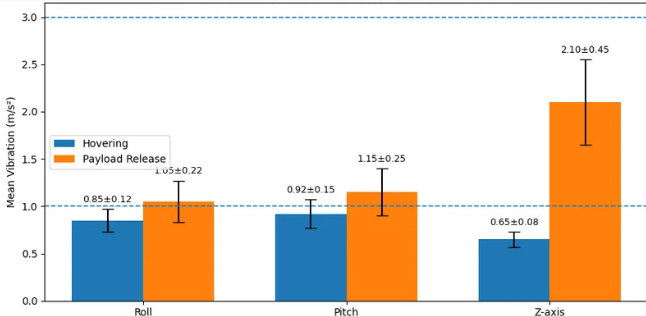 3.0
2.5
2.0
1.5
1.0
0.5
0.0
Mean Vibration (m/s²)
2.10±0.45
Hovering
Payload Release
1.05±0.22
1.15±0.25
0.85±0.12
0.92±0.15
0.65±0.08
Roll
Pitch
Z-axis